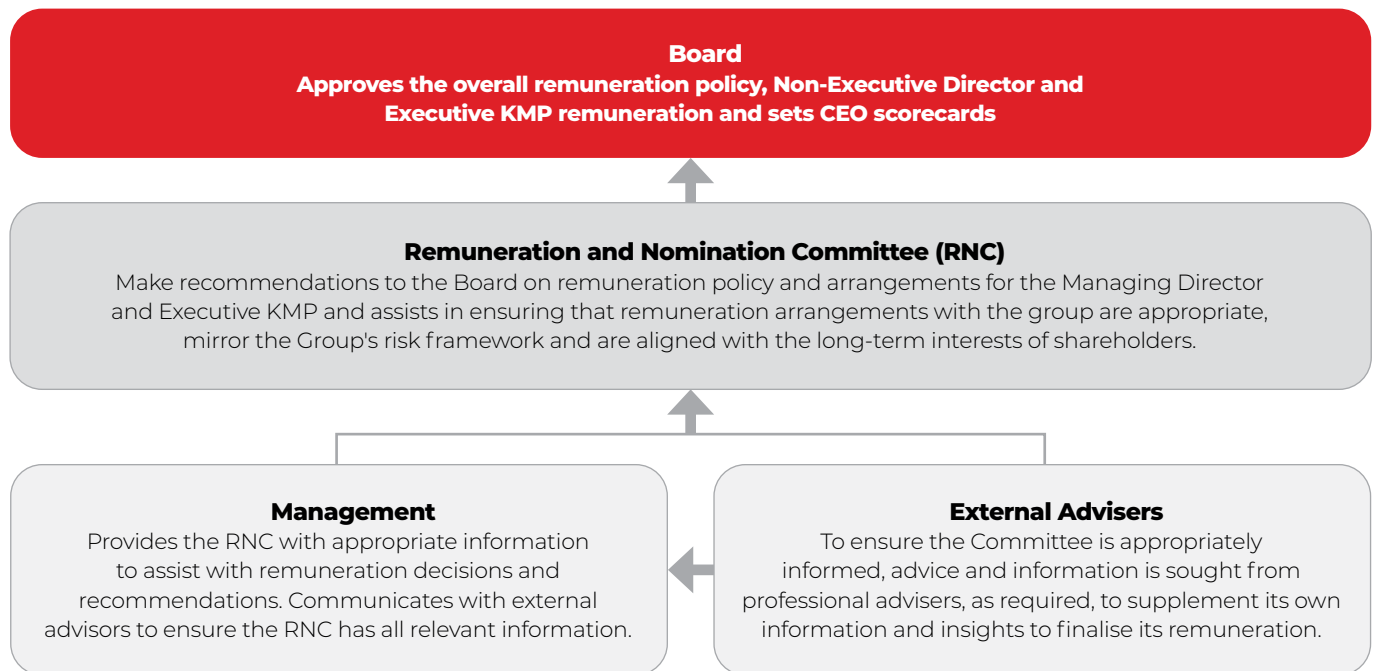 Board
Approves the overall remuneration policy, Non-Executive Director and
Executive KMP remuneration and sets CEO scorecards
Remuneration and Nomination Committee (RNC)
Make recommendations to the Board on remuneration policy and arrangements for the Managing Director
and Executive KMP and assists in ensuring that remuneration arrangements with the group are appropriate,
mirror the Group's risk framework and are aligned with the long-term interests of shareholders.
Management
Provides the RNC with appropriate information
to assist with remuneration decisions and
recommendations. Communicates with external
advisors to ensure the RNC has all relevant information.
External Advisers
To ensure the Committee is appropriately
informed, advice and information is sought from
professional advisers, as required, to supplement its own
information and insights to finalise its remuneration.